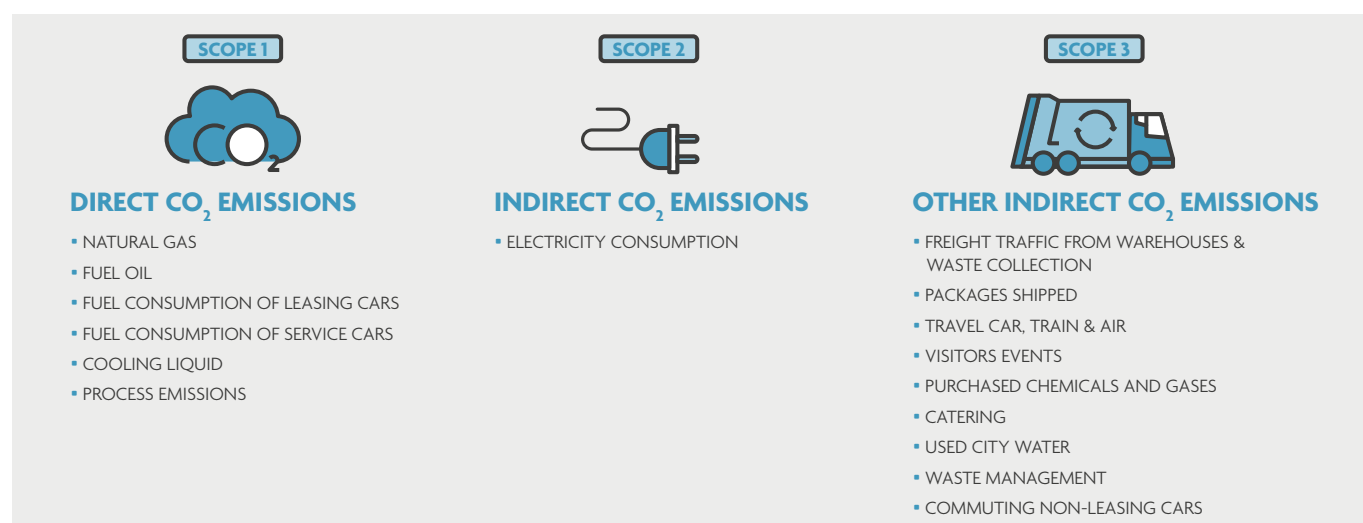 SCOPE 1
CO2
DIRECT CO2 EMISSIONS
▪ NATURAL GAS
▪ FUEL OIL
▪ FUEL CONSUMPTION OF LEASING CARS
▪ FUEL CONSUMPTION OF SERVICE CARS
▪ COOLING LIQUID
▪ PROCESS EMISSIONS
SCOPE 2
INDIRECT CO2 EMISSIONS
▪ ELECTRICITY CONSUMPTION
SCOPE 3
OTHER INDIRECT CO2 EMISSIONS
▪ FREIGHT TRAFFIC FROM WAREHOUSES &
WASTE COLLECTION
▪ PACKAGES SHIPPED
▪ TRAVEL CAR, TRAIN & AIR
▪ VISITORS EVENTS
▪ PURCHASED CHEMICALS AND GASES
▪ CATERING
▪ USED CITY WATER
▪ WASTE MANAGEMENT
▪ COMMUTING NON-LEASING CARS